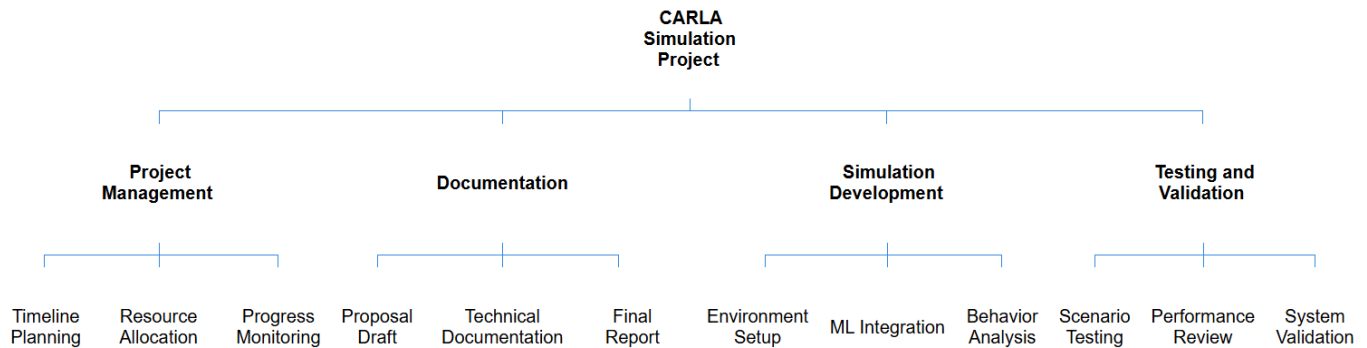 CARLA
Simulation
Project
Project
Management
Documentation
Simulation
Development
Testing and
Validation
Timeline
Planning
Resource
Allocation
Progress
Monitoring
Proposal
Draft
Technical
Documentation
Final
Report
Environment
Setup
ML Integration
Behavior
Analysis
Scenario
Testing
Performance
Review
System
Validation